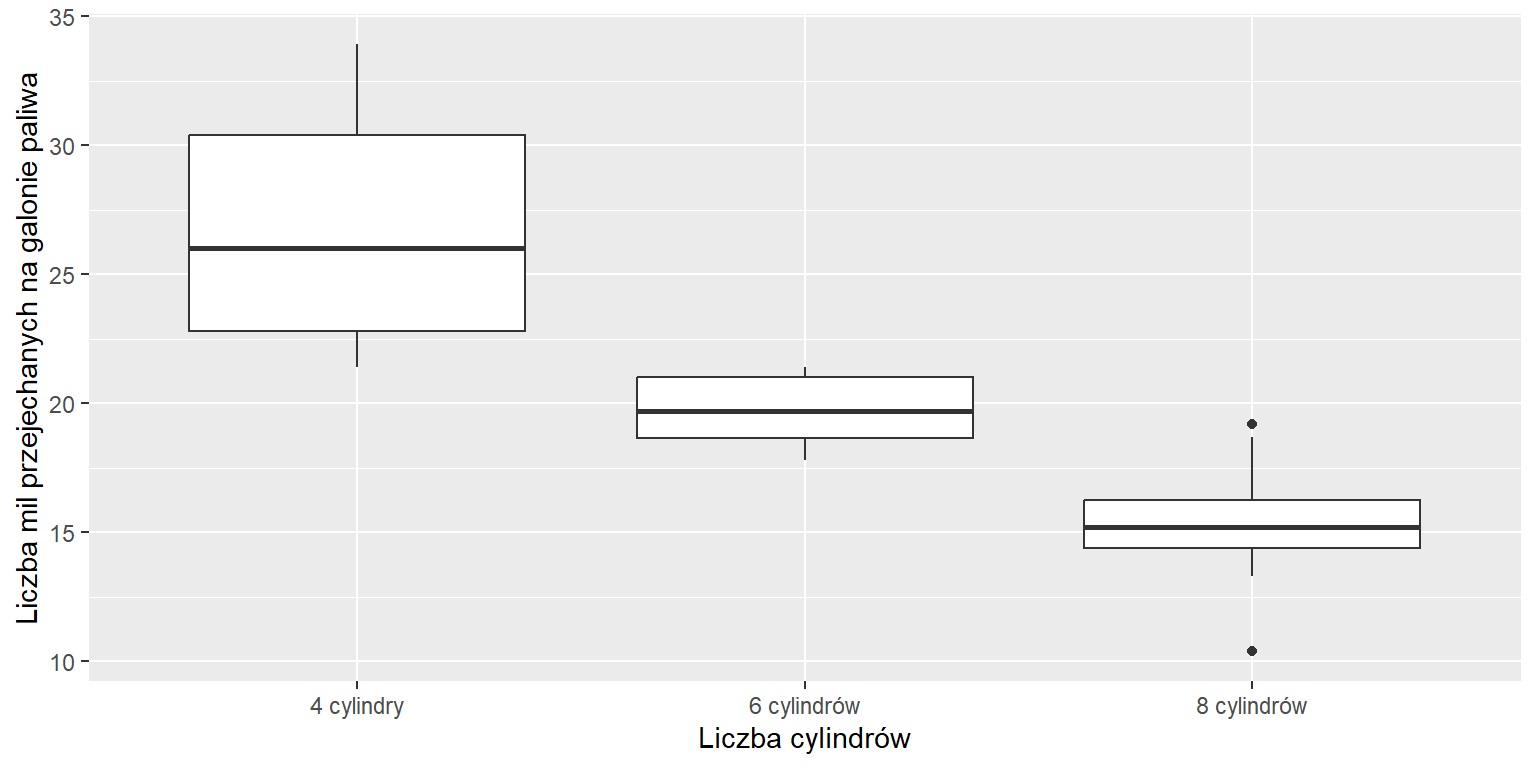 Liczba mil przejechanych na galonie paliwa
35
30
25
20
15
10
4 cylindry
6 cylindrów
8 cylindrów
Liczba cylindrów